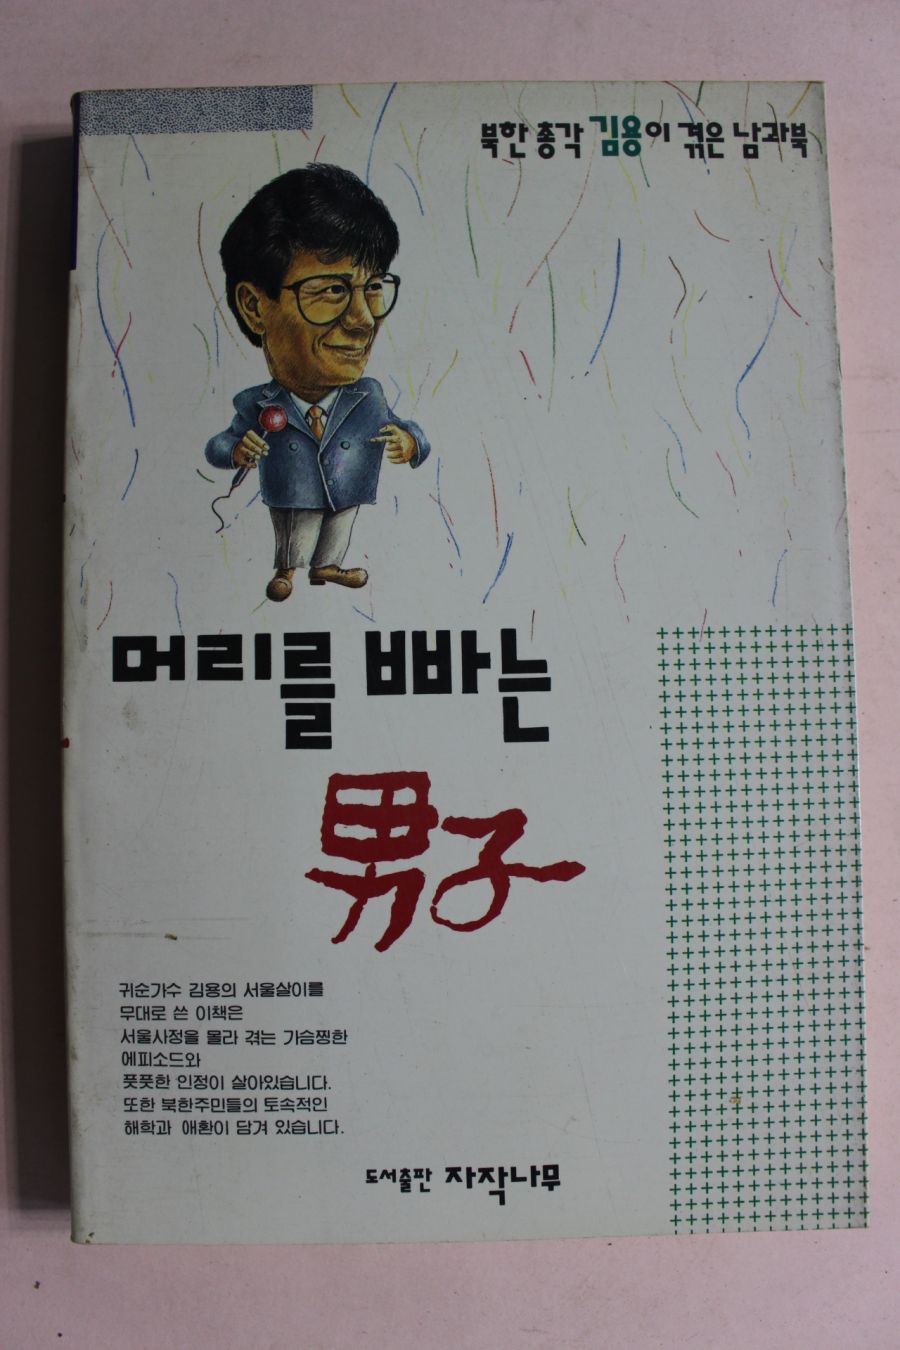 북한 총각 김용이 겪은 남과북
머리를 빠는
男子
귀순가수 김용의 서울살이를
무대로 쓴 이책은
서울사정을 몰라 겪는 가슴찡한
에피소드와
풋풋한 인정이 살아있습니다.
또한 북한주민들의 토속적인
해학과 애환이 담겨 있습니다.
도서출판 자작나무